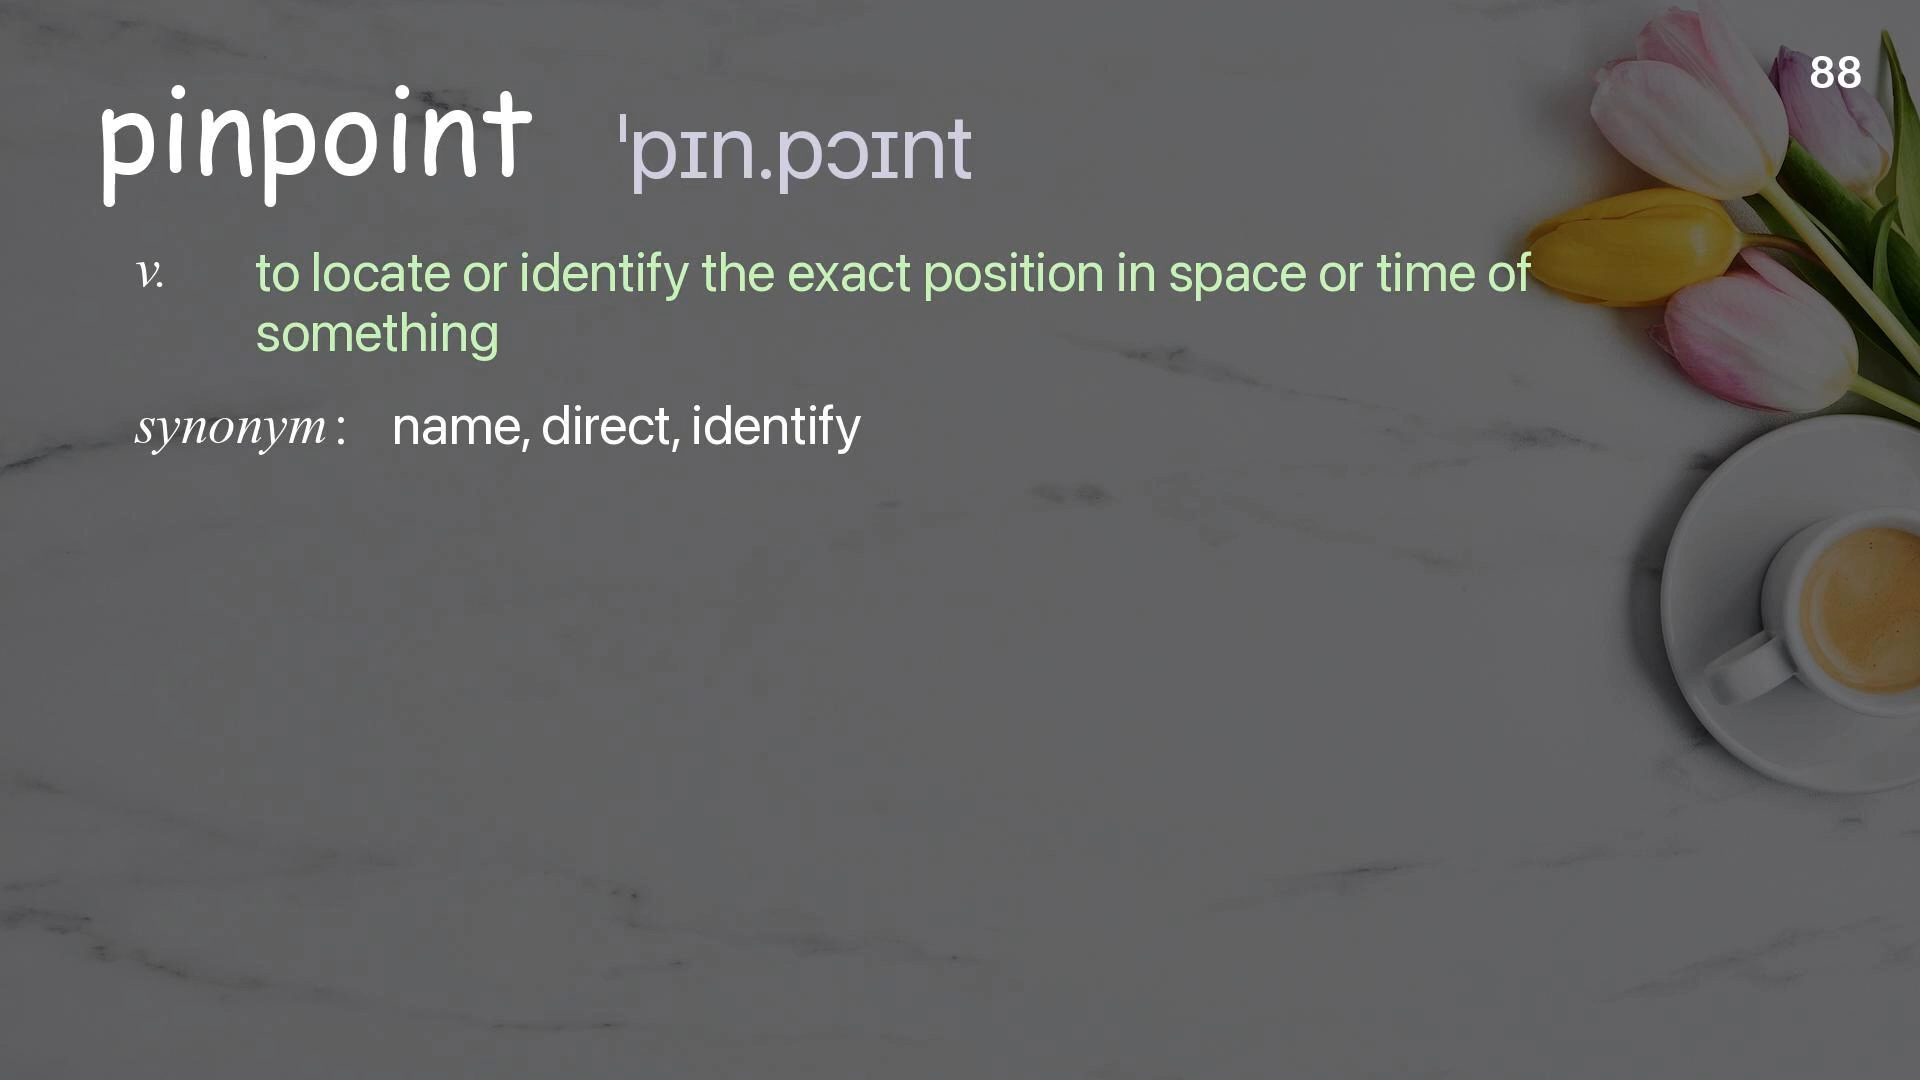 88
pinpoint ˈpɪn.pɔɪnt
v. to locate or identify the exact position in space or time of
something
synonym : name, direct, identify